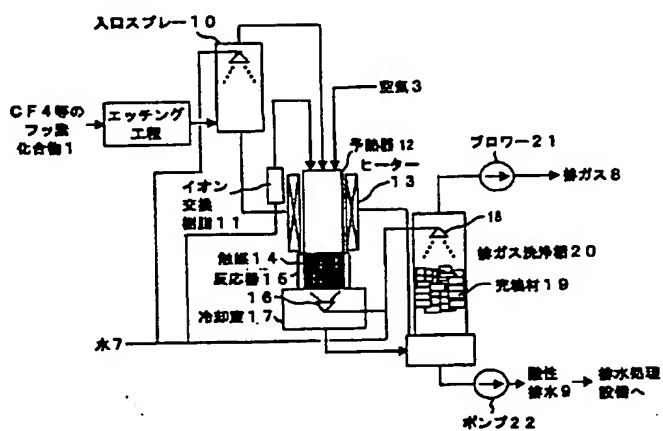 入口スプレー10
空気3
CF4等の
フッ素
化合物1
エッチング
工程
予熱器12
ヒーター
13
ブロワー21
排ガス8
イオン
交換
樹脂11
18
排ガス洗浄塔20
触媒14
反応器15
充填材19
16
冷却室17
水7
酸性
排水9
排水処理
設備へ
ポンプ22